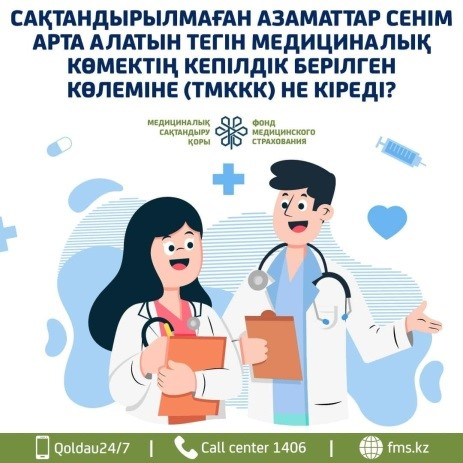 САҚТАНДЫРЫЛМАҒАН АЗАМАТТАР СЕНІМ
АРТА АЛАТЫН ТЕГІН МЕДИЦИНАЛЫҚ
КӨМЕКТІҢ КЕПІЛДІК БЕРІЛГЕН
КӨЛЕМІНЕ (ТМККК) НЕ КІРЕДІ?
МЕДИЦИНАЛЫҚ
САҚТАНДЫРУ
ҚОРЫ
ФОНД
МЕДИЦИНСКОГО
СТРАХОВАНИЯ
Qoldau24/7 | Call center 1406 | fms.kz